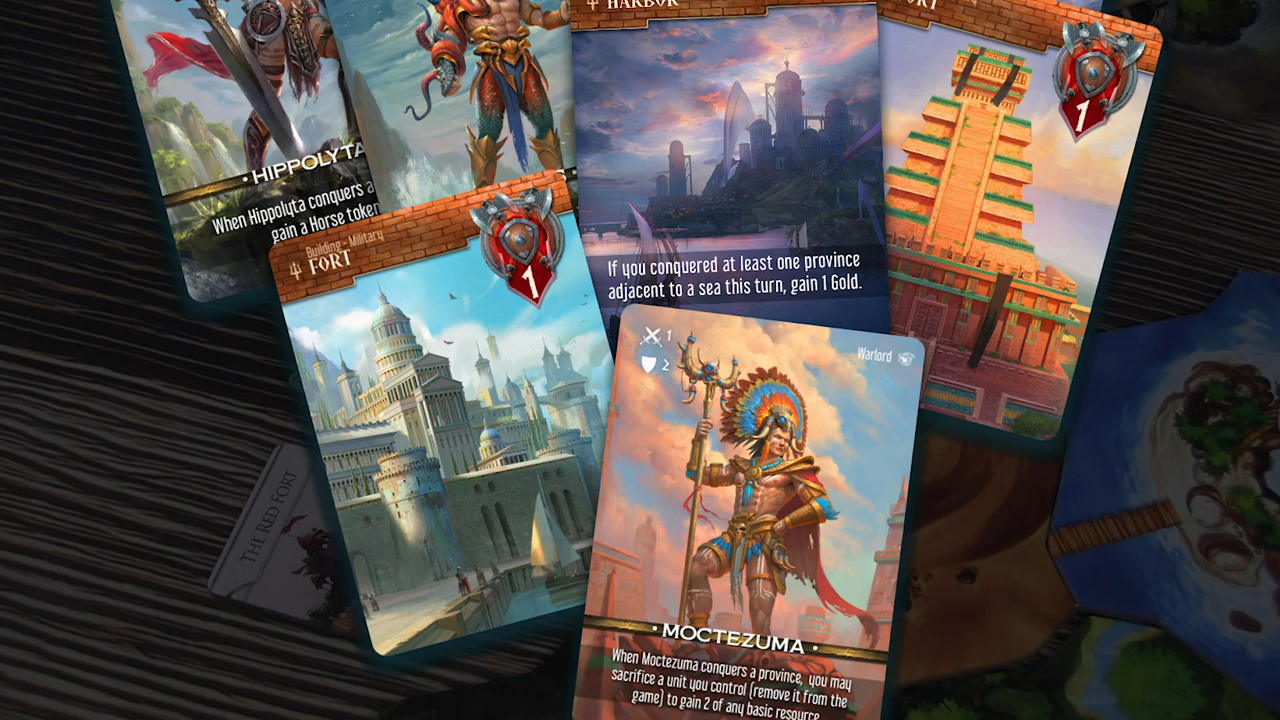 HARBOR
1
HIPPOLYTA
When Hippolyta conquers a
gain a Horse token
Building - Military
FORT
1
If you conquered at least one province
adjacent to a sea this turn, gain 1 Gold.
1
2
Warlord
THE RED FORT
MOCTEZUMA
When Moctezuma conquers a province, you may
sacrifice a unit you control (remove it from the
game) to gain 2 of any basic resource